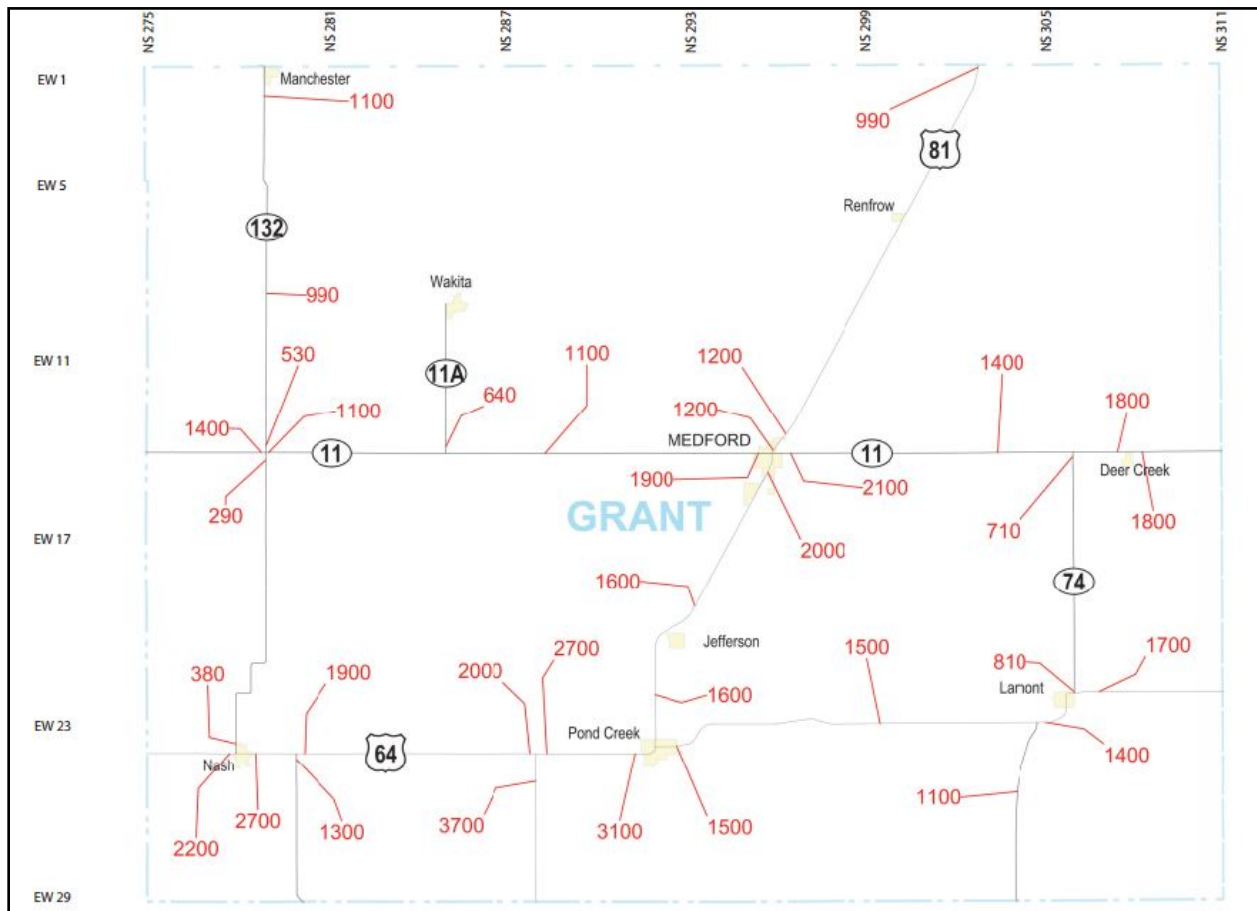 NS 275
NS 281
NS 287
NS 293
NS 299
NS 305
NS 311
EW 1
Manchester
1100
990
81
EW 5
Renfrow
132
Wakita
990
EW 11
530
11A
1100
1200
1400
640
1200
1800
1400
1100
MEDFORD
11
11
Deer Creek
1900
2100
290
GRANT
710
1800
EW 17
2000
1600
74
Jefferson
380
1900
2000
2700
1500
810
1700
1600
Lamont
EW 23
Pond Creek
64
Nash
1400
2700
1300
3700
3100
1500
1100
2200
EW 29